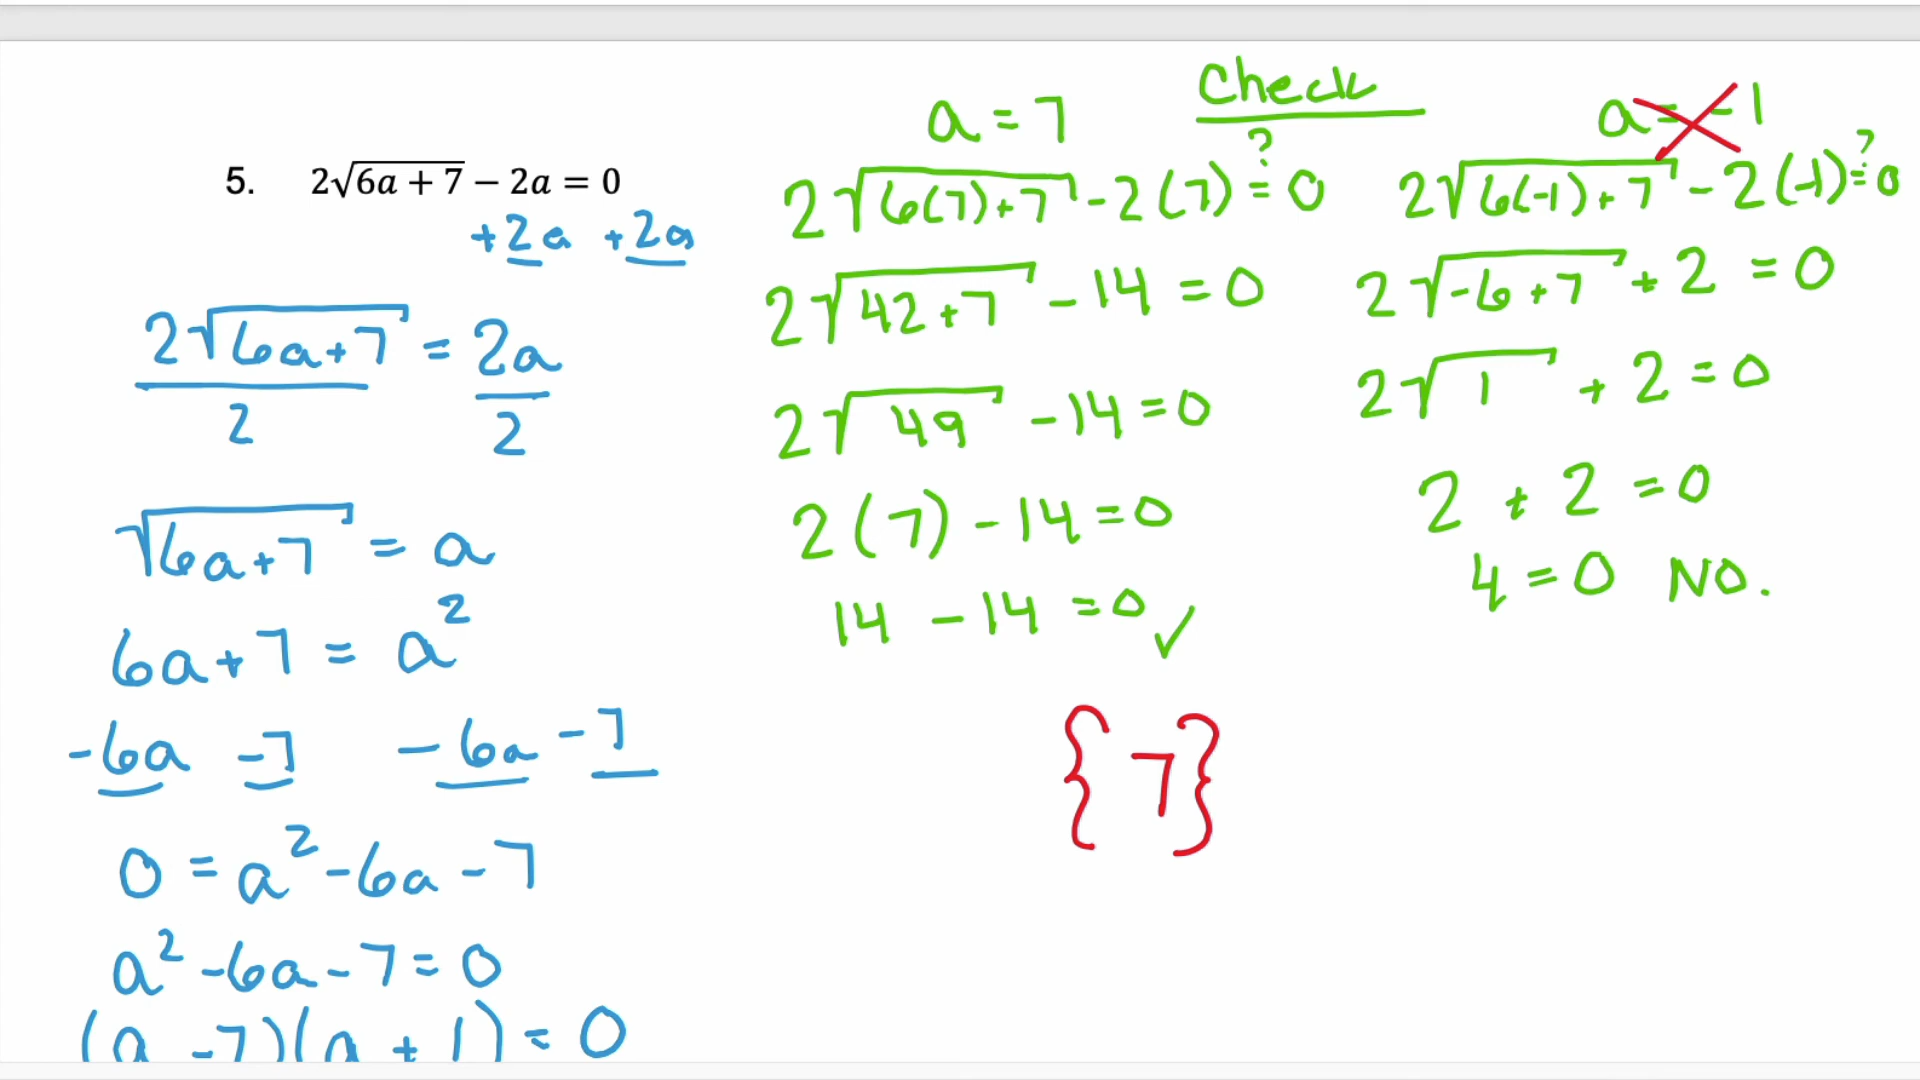 5. 2√(6a + 7) − 2a = 0
+2a +2a
2√(6a+7) = 2a
2 2
√(6a+7) = a
6a+7 = a²
-6a -7 -6a -7
0 = a² -6a -7
a² -6a -7 = 0
(a -7)(a + 1) = 0
Check
a = 7
2√(6(7)+7) -2(7) ?= 0
2√(42+7) -14 = 0
2√49 -14 = 0
2(7) -14 = 0
14 -14 = 0 ✓
a = -1
2√(6(-1)+7) -2(-1) ?= 0
2√(-6+7) +2 = 0
2√1 +2 = 0
2 + 2 = 0
4 = 0 NO.
{7}